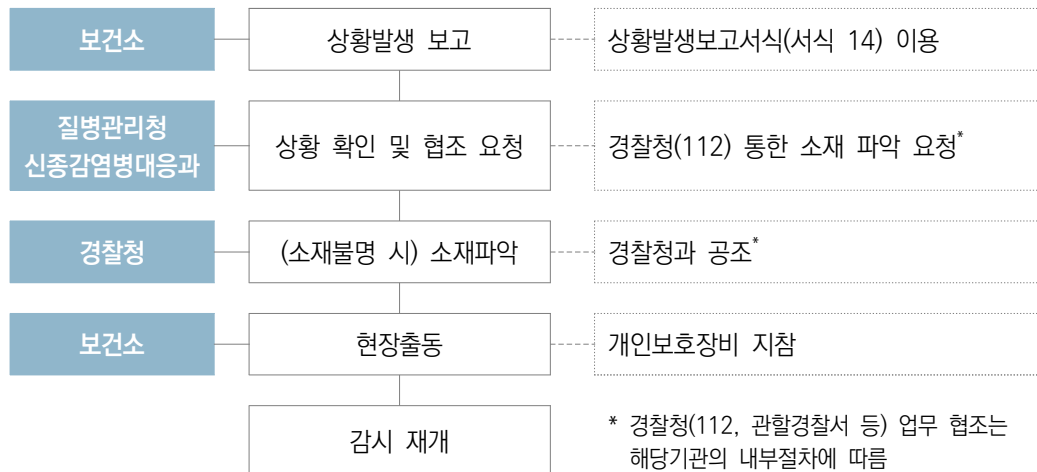 보건소
상황발생 보고
상황발생보고서식(서식 14) 이용
질병관리청
신종감염병대응과
상황 확인 및 협조 요청
경찰청(112) 통한 소재 파악 요청*
경찰청
(소재불명 시) 소재파악
경찰청과 공조*
보건소
현장출동
개인보호장비 지참
감시 재개
* 경찰청(112, 관할경찰서 등) 업무 협조는
해당기관의 내부절차에 따름